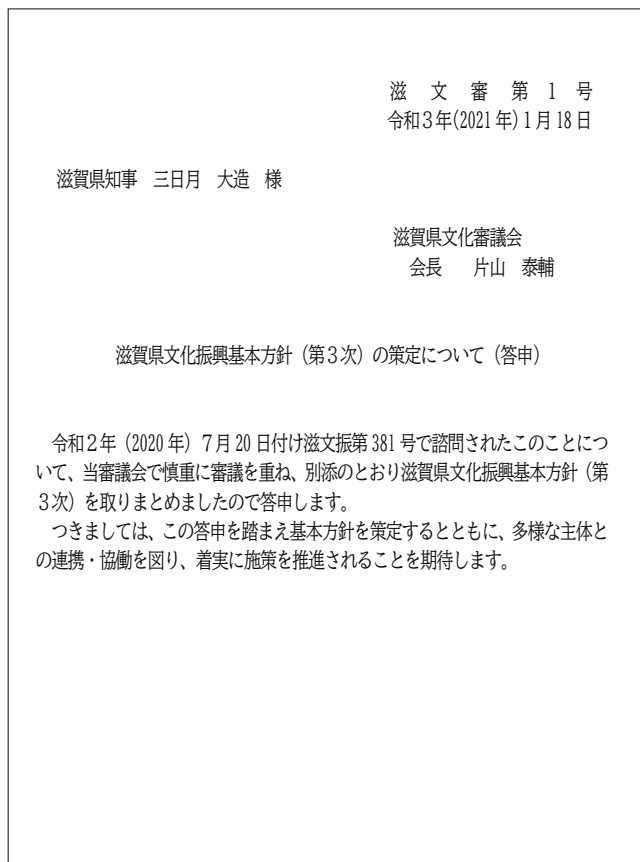 滋　文　審　第　1　号
令和３年(2021年)1月18日
滋賀県知事　三日月　大造　様
滋賀県文化審議会
会長　　片山　泰輔
滋賀県文化振興基本方針（第３次）の策定について（答申）
令和２年（2020年）７月20日付け滋文振第381号で諮問されたこのことにつ
いて、当審議会で慎重に審議を重ね、別添のとおり滋賀県文化振興基本方針（第
３次）を取りまとめましたので答申します。
つきましては、この答申を踏まえ基本方針を策定するとともに、多様な主体と
の連携・協働を図り、着実に施策を推進されることを期待します。